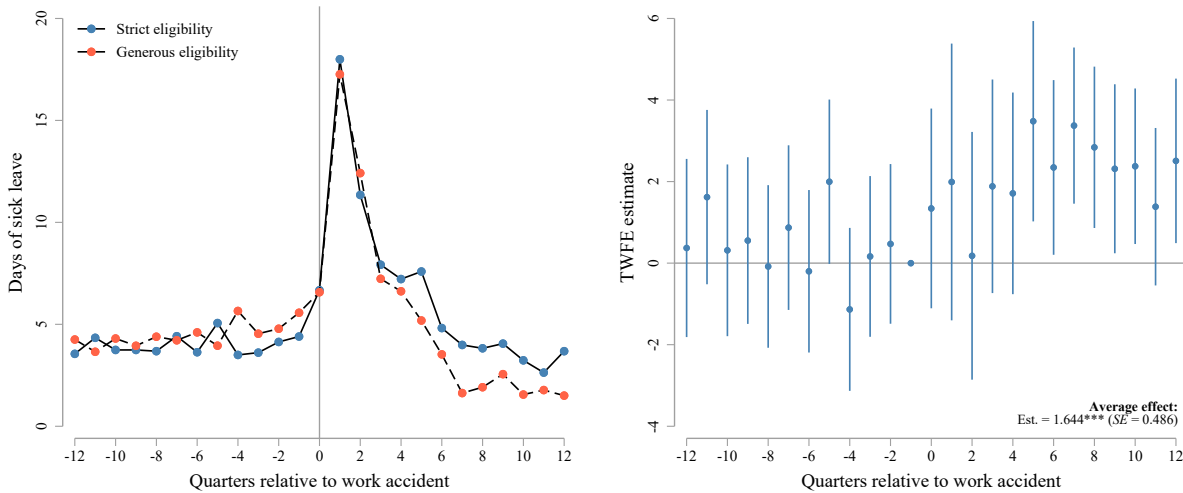 20
15
10
5
0
Days of sick leave
Strict eligibility
Generous eligibility
-12 -10 -8 -6 -4 -2 0 2 4 6 8 10 12
Quarters relative to work accident
6
4
2
0
-2
-4
TWFE estimate
Average effect:
Est. = 1.644*** (SE = 0.486)
-12 -10 -8 -6 -4 -2 0 2 4 6 8 10 12
Quarters relative to work accident